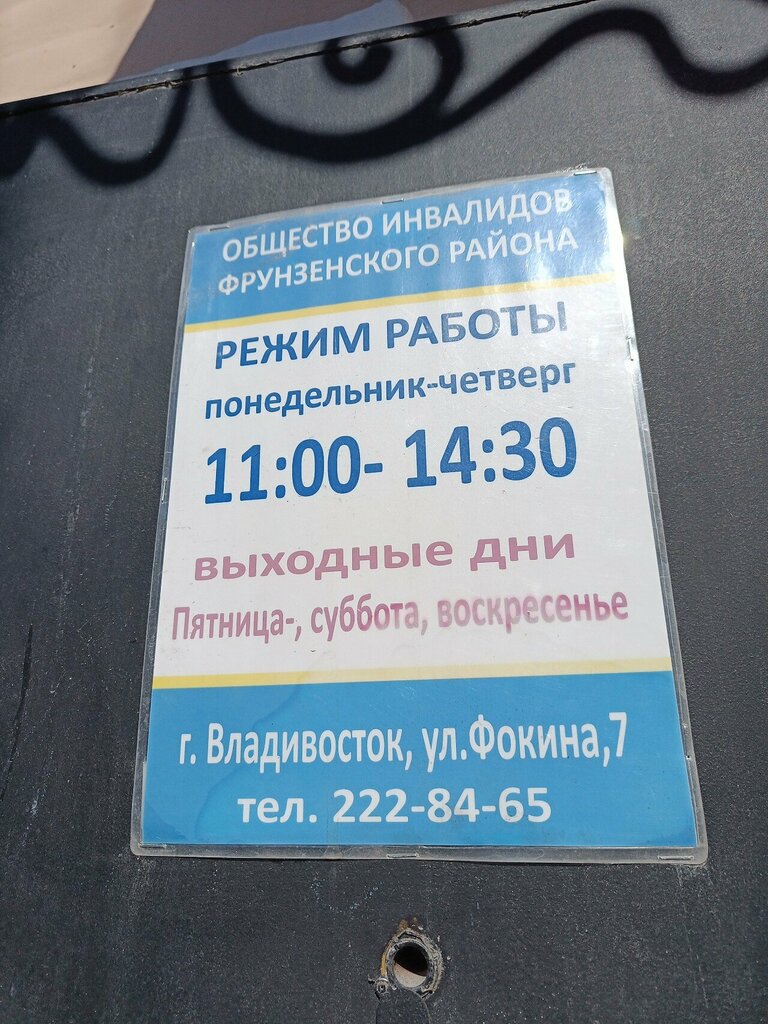 ОБЩЕСТВО ИНВАЛИДОВ
ФРУНЗЕНСКОГО РАЙОНА
РЕЖИМ РАБОТЫ
понедельник-четверг
11:00- 14:30
выходные дни
Пятница-, суббота, воскресенье
г. Владивосток, ул.Фокина,7
тел. 222-84-65